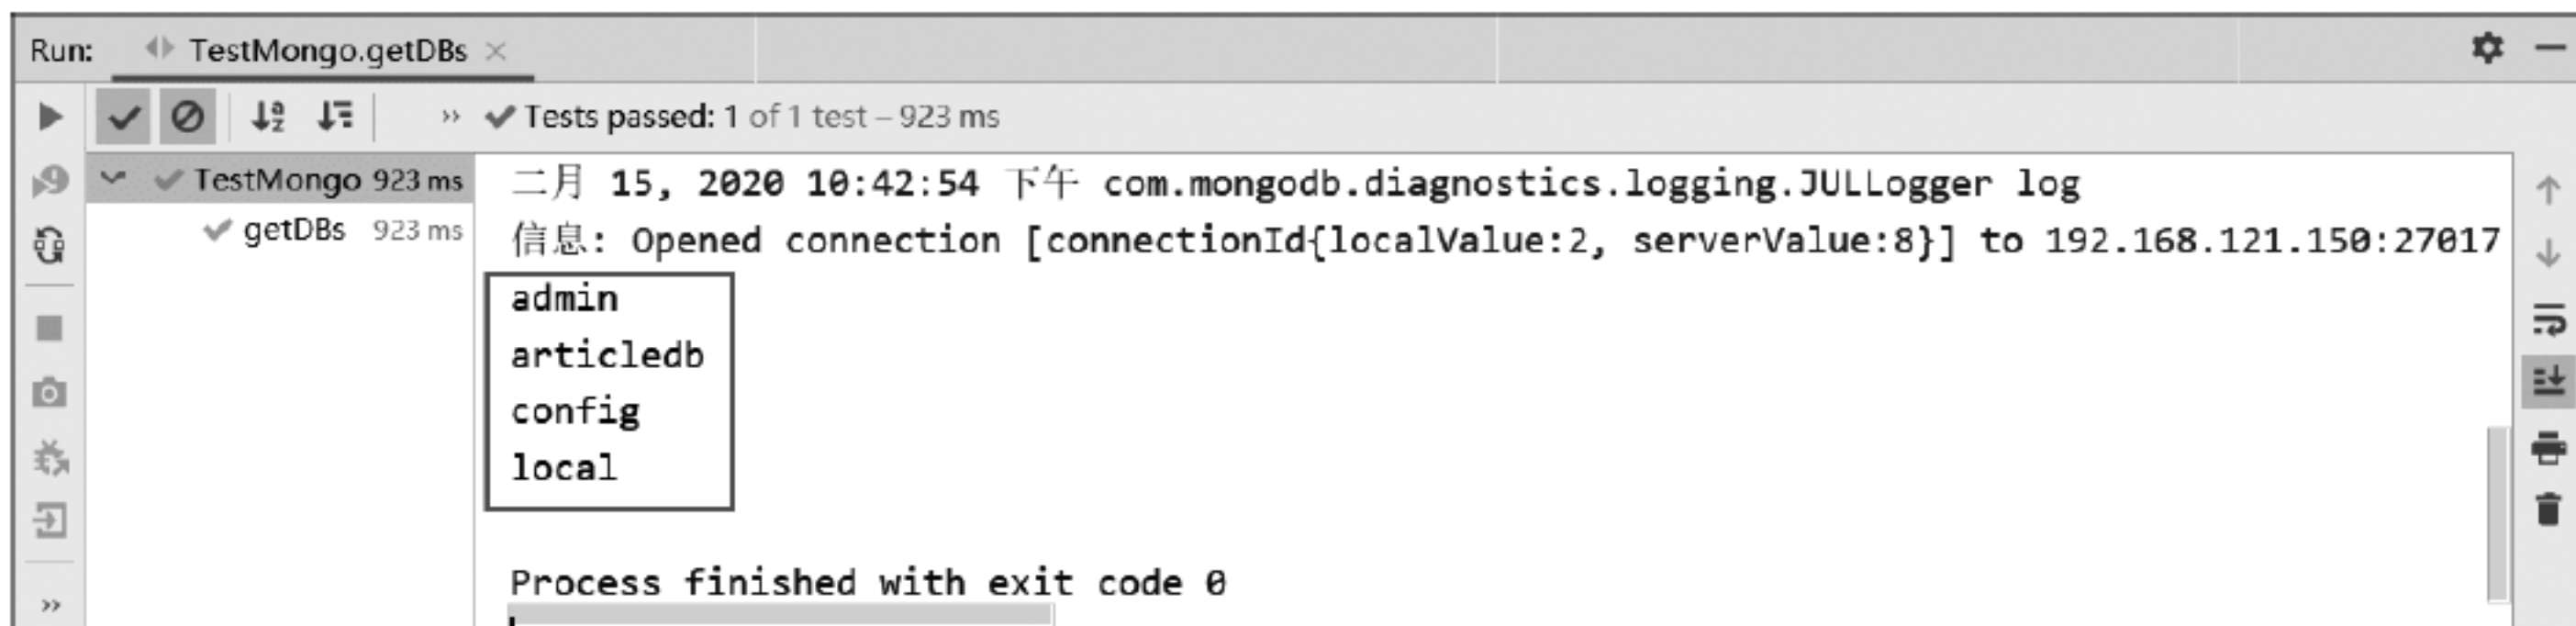 Run: TestMongo.getDBs
Tests passed: 1 of 1 test – 923 ms
TestMongo 923 ms
getDBs 923 ms
二月 15, 2020 10:42:54 下午 com.mongodb.diagnostics.logging.JULLogger log
信息: Opened connection [connectionId{localValue:2, serverValue:8}] to 192.168.121.150:27017
admin
articledb
config
local
Process finished with exit code 0